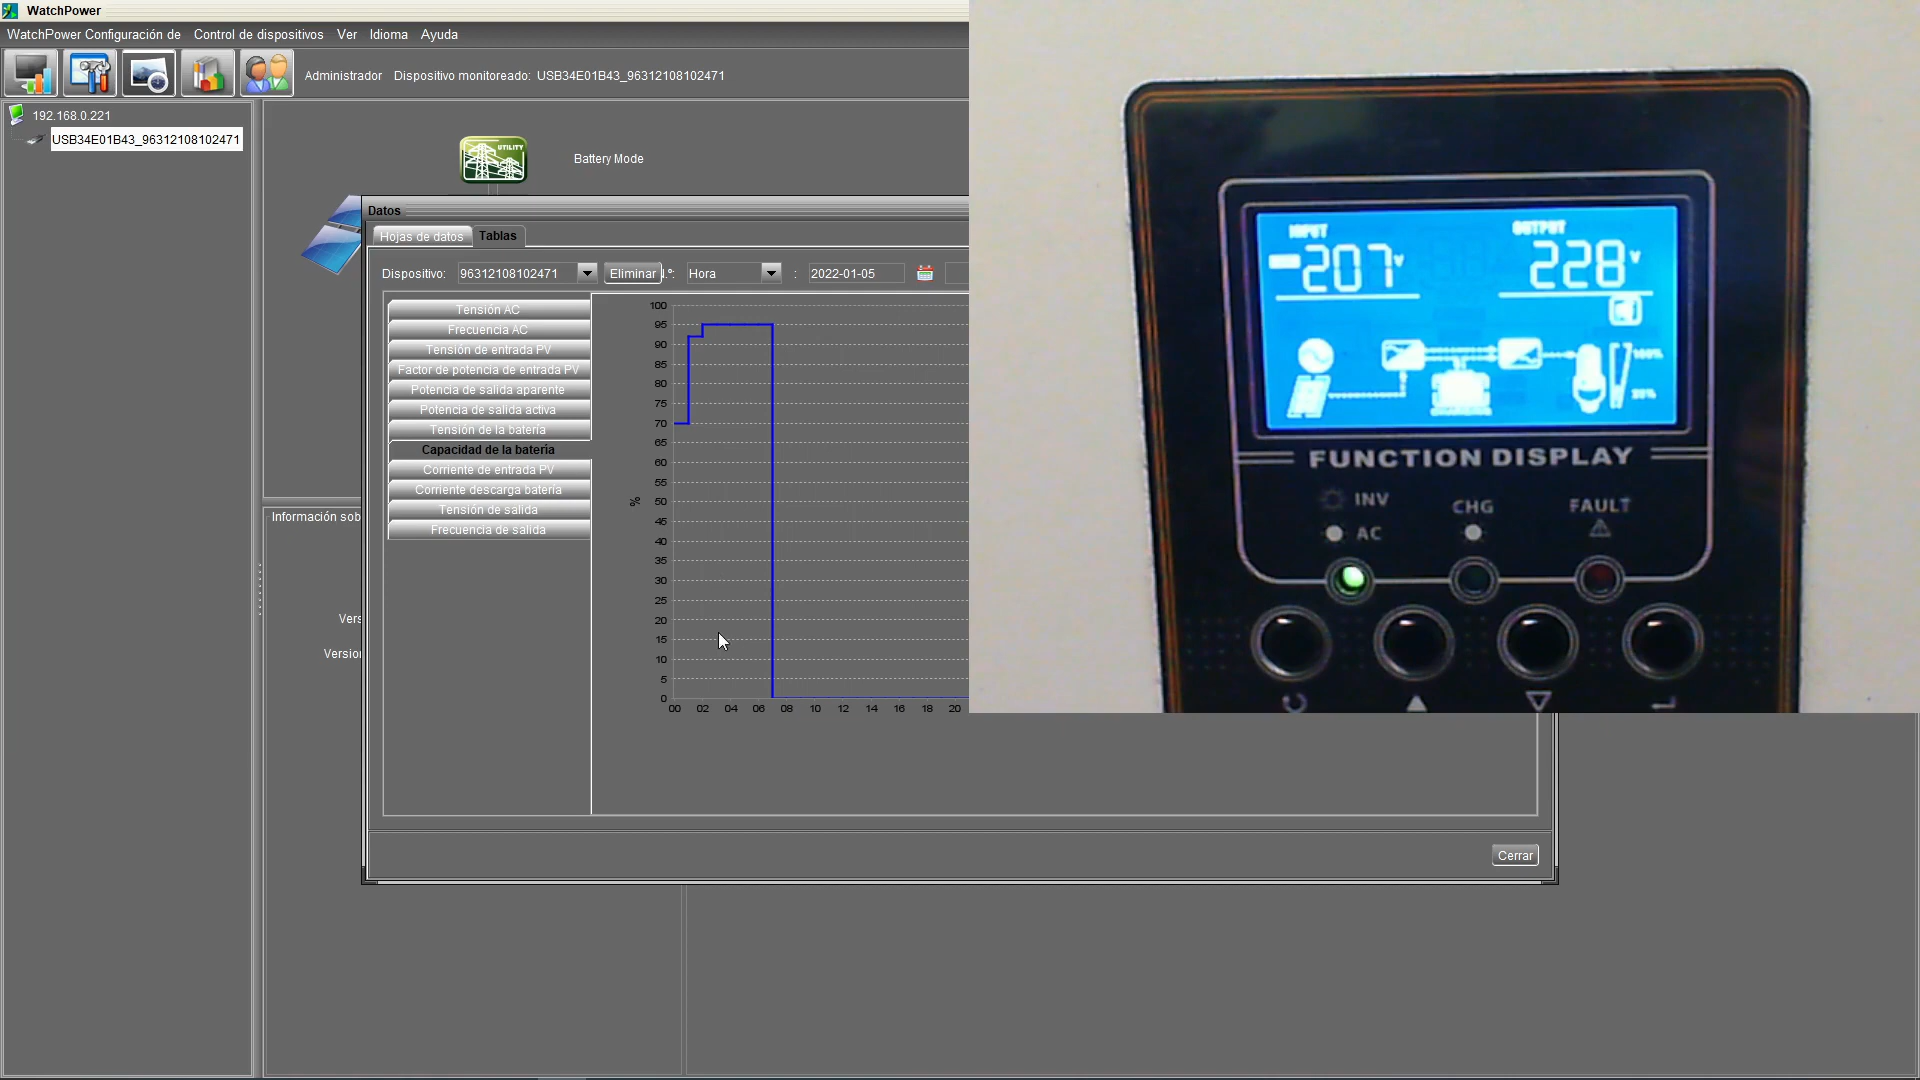 WatchPower
WatchPower Configuración de Control de dispositivos Ver Idioma Ayuda
Administrador Dispositivo monitoreado: USB34E01B43_96312108102471
192.168.0.221
USB34E01B43_96312108102471
UTILITY
Battery Mode
Datos
Hojas de datos Tablas
Dispositivo: 96312108102471 Eliminar .º: Hora : 2022-01-05
Tensión AC
Frecuencia AC
Tensión de entrada PV
Factor de potencia de entrada PV
Potencia de salida aparente
Potencia de salida activa
Tensión de la batería
Capacidad de la batería
Corriente de entrada PV
Corriente descarga batería
Tensión de salida
Frecuencia de salida
100
95
90
85
80
75
70
65
60
55
50
45
40
35
30
25
20
15
10
5
0
%
00 02 04 06 08 10 12 14 16 18 20
Información sob
Vers
Version
Cerrar
INPUT OUTPUT
207V 228V
100%
FUNCTION DISPLAY
INV CHG FAULT
AC